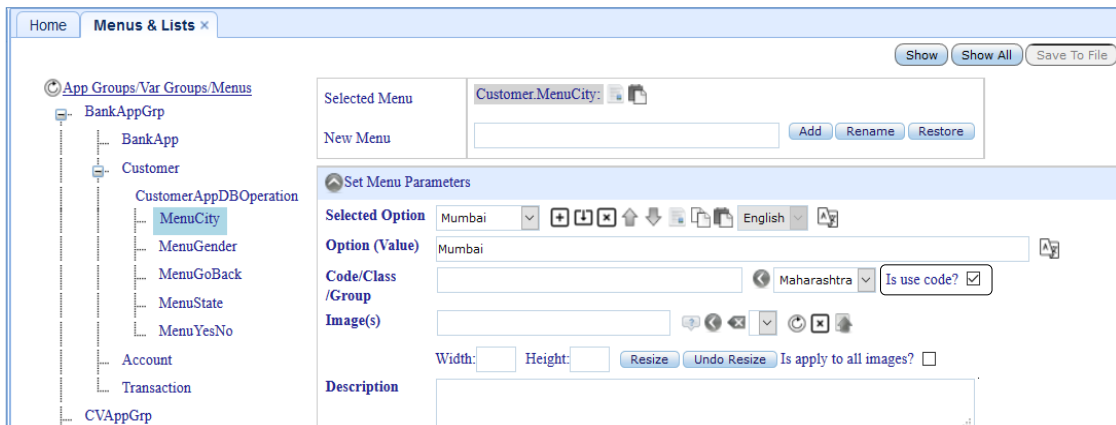 Home Menus & Lists ×
Show Show All Save To File
App Groups/Var Groups/Menus
BankAppGrp
BankApp
Customer
CustomerAppDBOperation
MenuCity
MenuGender
MenuGoBack
MenuState
MenuYesNo
Account
Transaction
CVAppGrp
Selected Menu Customer.MenuCity:
New Menu Add Rename Restore
Set Menu Parameters
Selected Option Mumbai English
Option (Value) Mumbai
Code/Class Maharashtra Is use code?
/Group
Image(s)
Width: Height: Resize Undo Resize Is apply to all images?
Description